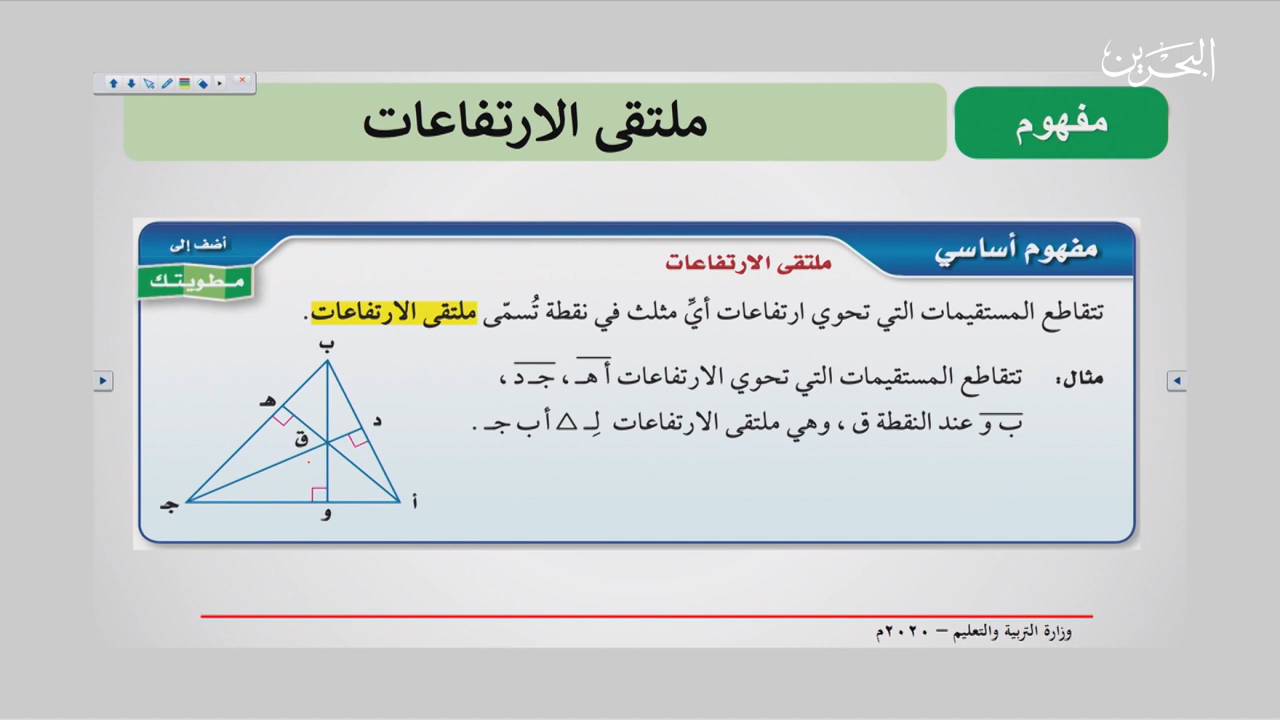 البحرين
مفهوم
ملتقى الارتفاعات
مفهوم أساسي
ملتقى الارتفاعات
أضف إلى
مطويتك
تتقاطع المستقيمات التي تحوي ارتفاعات أيِّ مثلث في نقطة تُسمّى ملتقى الارتفاعات.
مثال: تتقاطع المستقيمات التي تحوي الارتفاعات أ هـ ، جـ د ،
ب و عند النقطة ق ، وهي ملتقى الارتفاعات لِـ △ أ ب جـ .
ب
هـ
د
ق
أ
جـ
و
وزارة التربية والتعليم – ٢٠٢٠م